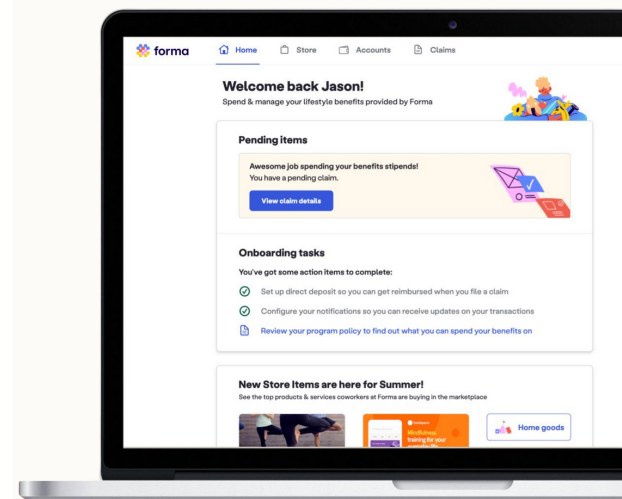 forma
Home
Store
Accounts
Claims
Welcome back Jason!
Spend & manage your lifestyle benefits provided by Forma
Pending items
Awesome job spending your benefits stipends!
You have a pending claim.
View claim details
Onboarding tasks
You've got some action items to complete:
Set up direct deposit so you can get reimbursed when you file a claim
Configure your notifications so you can receive updates on your transactions
Review your program policy to find out what you can spend your benefits on
New Store Items are here for Summer!
See the top products & services coworkers at Forma are buying in the marketplace
Mindfulness
training for your
Home goods